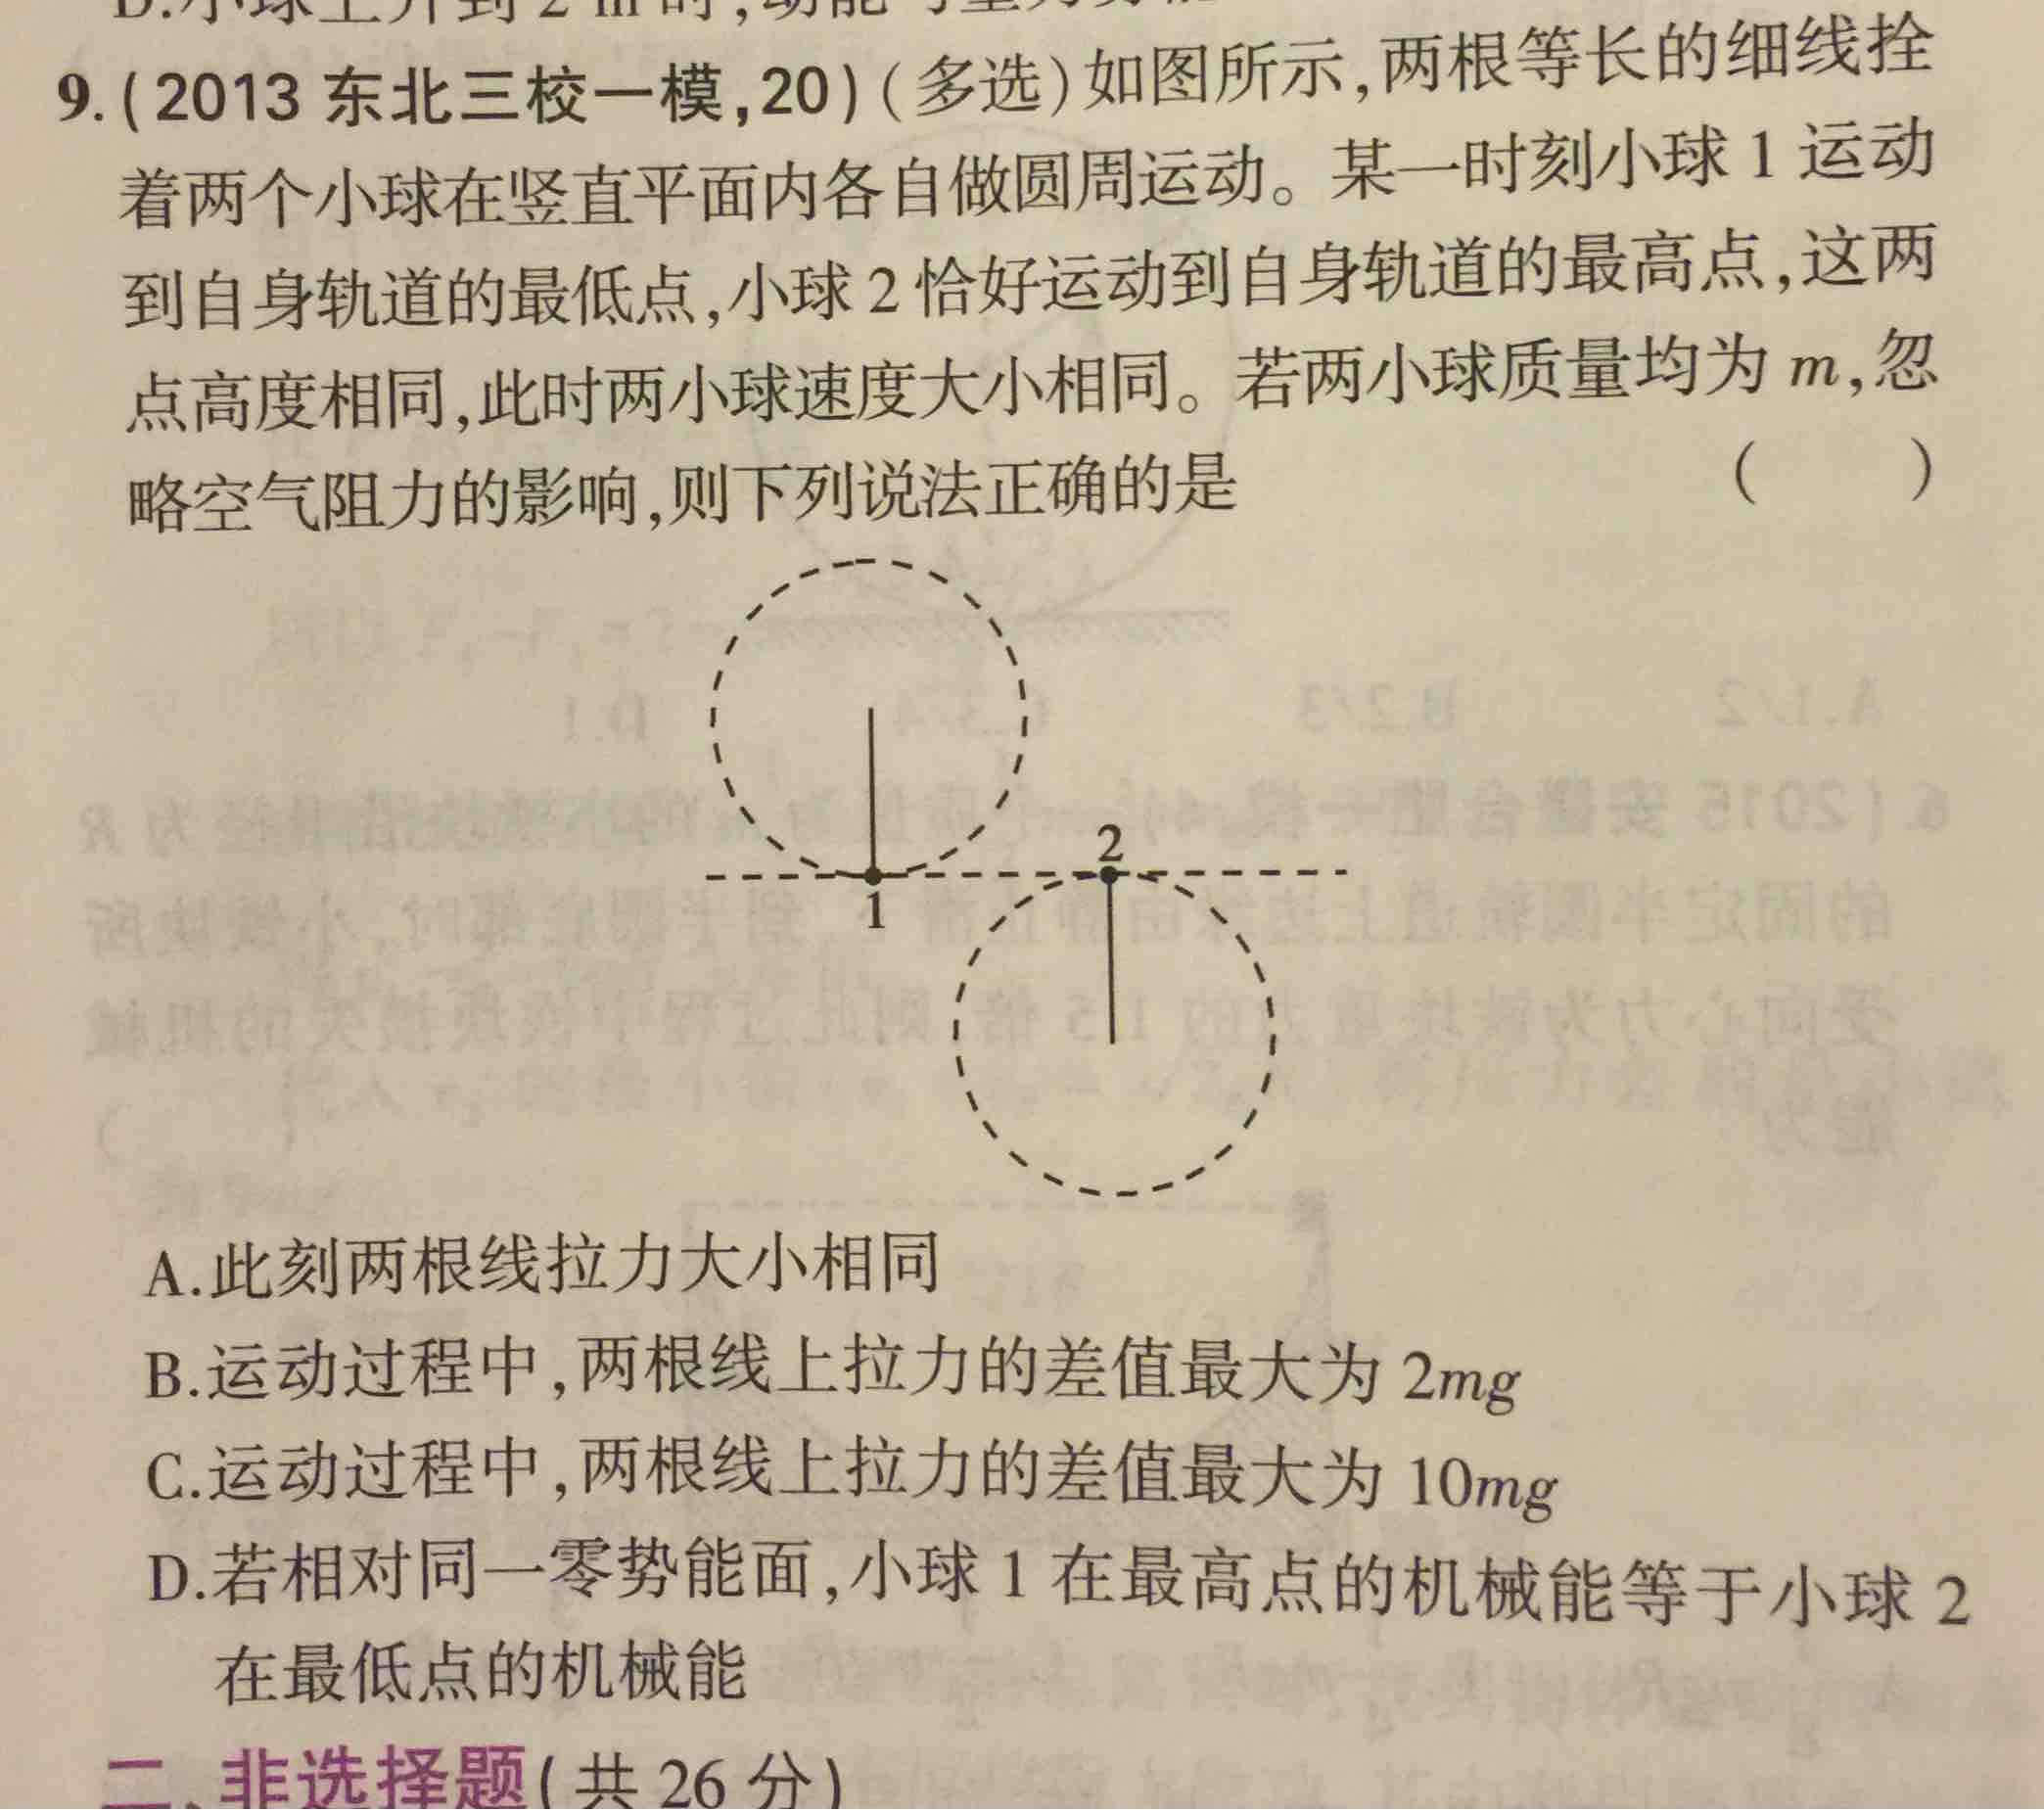 9.(2013 东北三校一模,20)(多选)如图所示,两根等长的细线拴
着两个小球在竖直平面内各自做圆周运动。某一时刻小球 1 运动
到自身轨道的最低点,小球 2 恰好运动到自身轨道的最高点,这两
点高度相同,此时两小球速度大小相同。若两小球质量均为 m,忽
略空气阻力的影响,则下列说法正确的是 ( )
2
1
A.此刻两根线拉力大小相同
B.运动过程中,两根线上拉力的差值最大为 2mg
C.运动过程中,两根线上拉力的差值最大为 10mg
D.若相对同一零势能面,小球 1 在最高点的机械能等于小球 2
在最低点的机械能
二、非选择题(共 26 分)